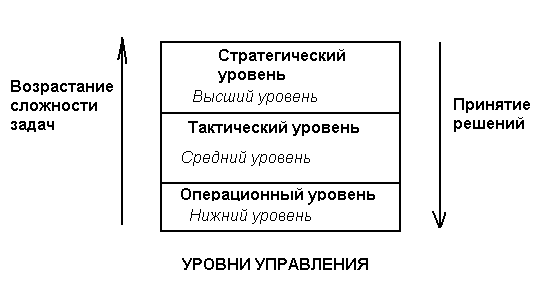 Возрастание
сложности
задач
Стратегический
уровень
Высший уровень
Тактический уровень
Средний уровень
Операционный уровень
Нижний уровень
Принятие
решений
УРОВНИ УПРАВЛЕНИЯ